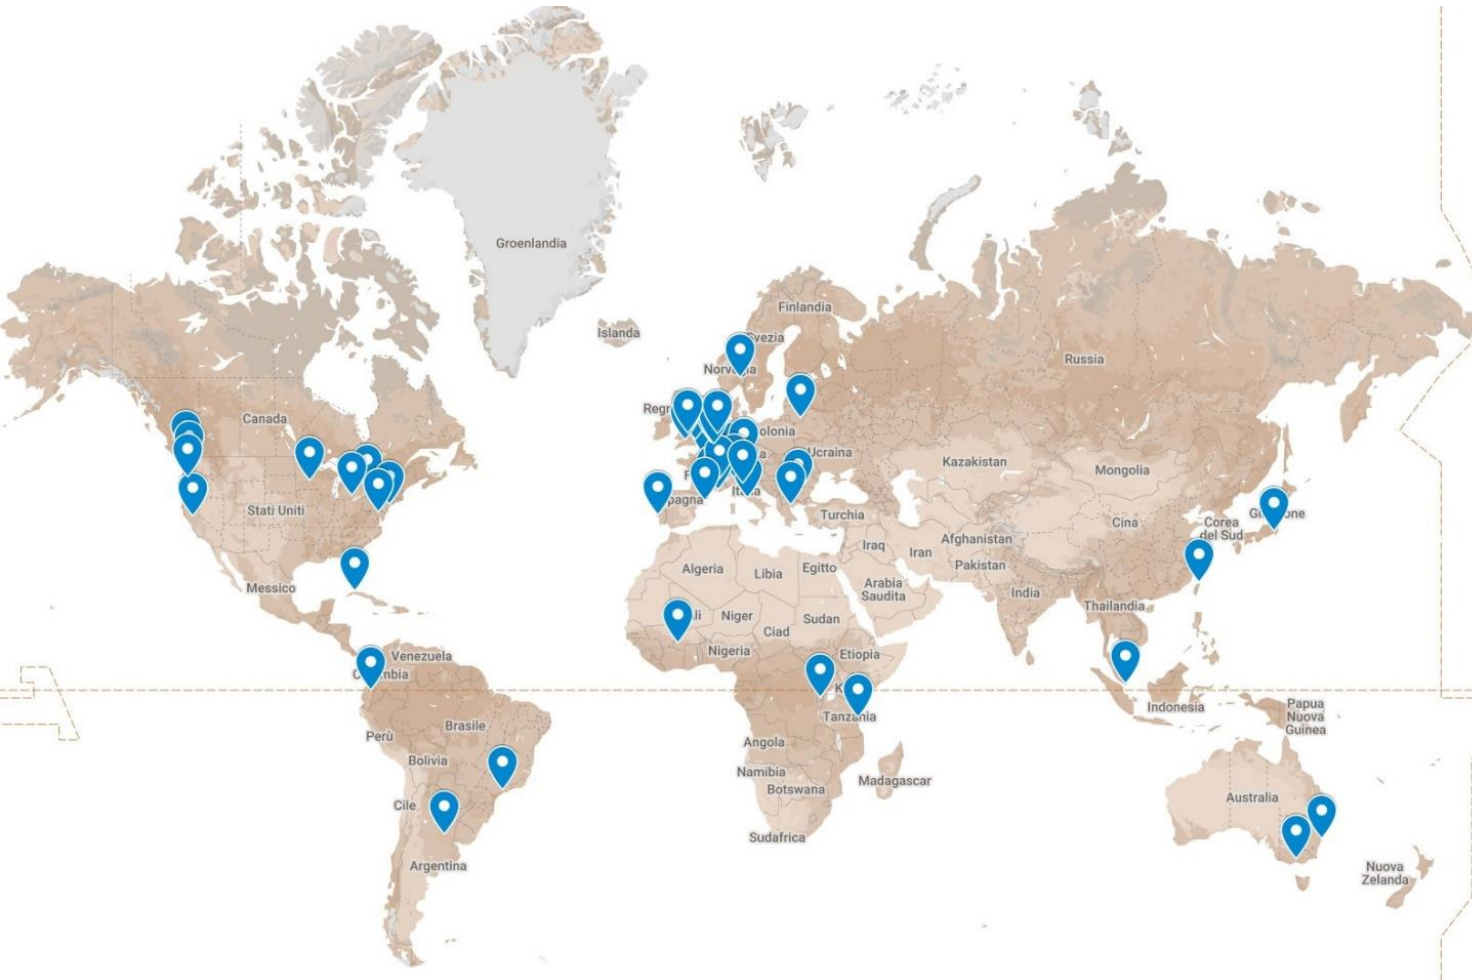 Groenlandia
Finlandia
Islanda
Svezia
Russia
Canada
Kazakistan
Mongolia
Ucraina
Stati Uniti
Turchia
Cina
Corea
del Sud
Afghanistan
Iraq
Iran
Pakistan
Algeria
Libia
Egitto
Arabia
Saudita
Messico
India
Thailandia
Niger
Sudan
Ciad
Nigeria
Etiopia
Venezuela
Indonesia
Papua
Nuova
Guinea
Tanzania
Brasile
Perù
Angola
Bolivia
Namibia
Botswana
Madagascar
Australia
Cile
Sudafrica
Argentina
Nuova
Zelanda